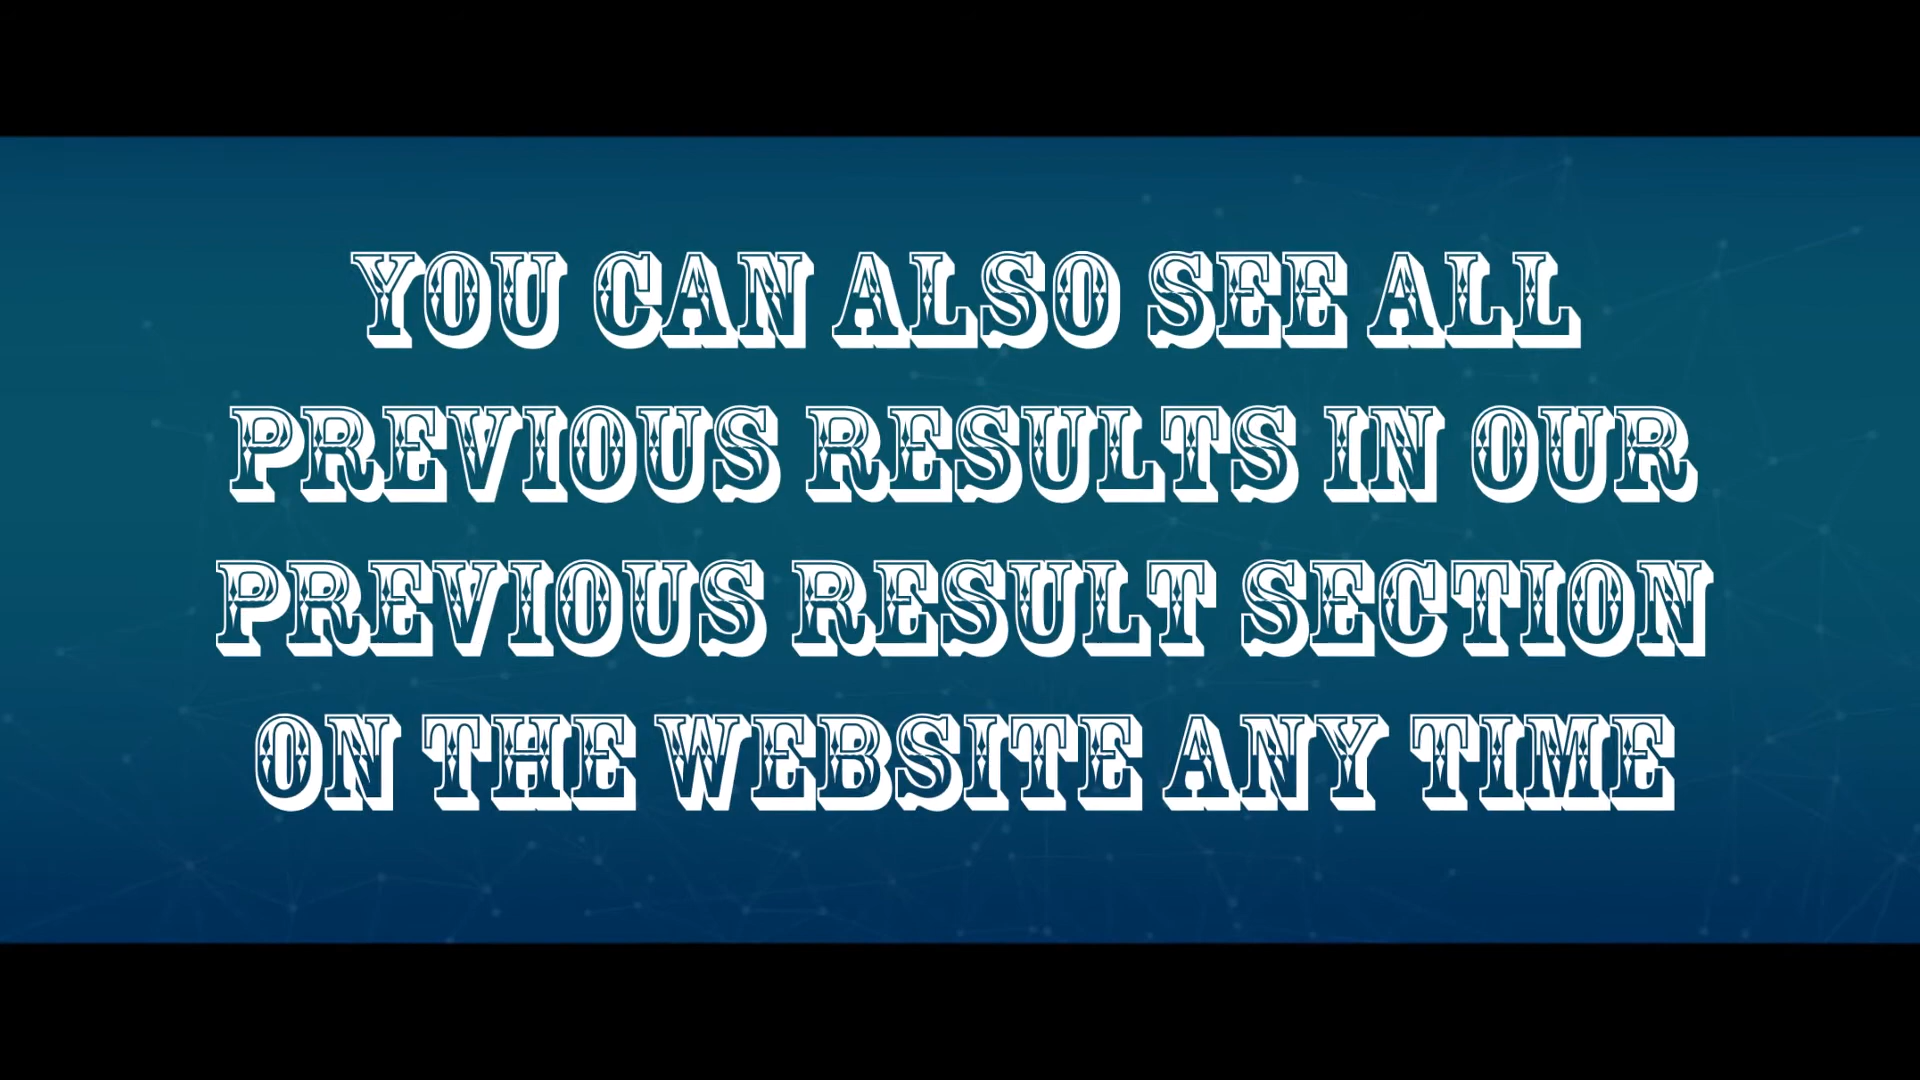 YOU CAN ALSO SEE ALL
PREVIOUS RESULTS IN OUR
PREVIOUS RESULT SECTION
ON THE WEBSITE ANY TIME